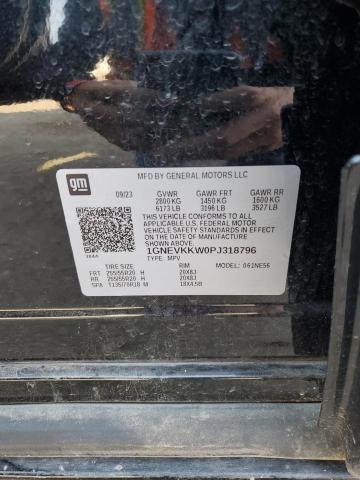 gm
MFD BY GENERAL MOTORS LLC
09/23 GVWR GAWR FRT GAWR RR
2800 KG 1450 KG 1600 KG
6173 LB 3196 LB 3527 LB
THIS VEHICLE CONFORMS TO ALL
APPLICABLE U.S. FEDERAL MOTOR
VEHICLE SAFETY AND THEFT PREVENTION
STANDARDS IN EFFECT ON THE DATE OF
MANUFACTURE SHOWN ABOVE.
1GNEVKKW0PJ318796
TYPE: MPV
TIRE SIZE RIM MODEL: 061NE56
FRT 255/55R20 H 20X8J
RR 255/55R20 H 20X8J
SPA T135/70R18 M 18X4.5B